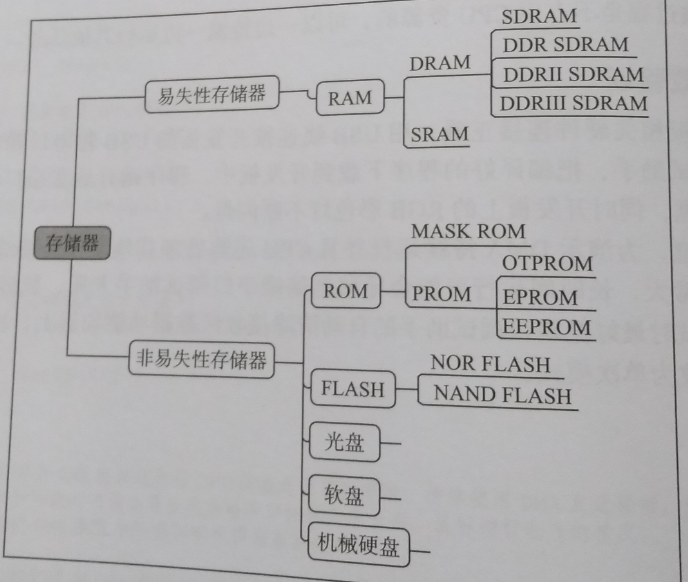 SDRAM
DDR SDRAM
DRAM
DDRII SDRAM
易失性存储器
RAM
DDRIII SDRAM
SRAM
存储器
MASK ROM
OTPROM
ROM
PROM
EPROM
EEPROM
非易失性存储器
NOR FLASH
FLASH
NAND FLASH
光盘
软盘
机械硬盘